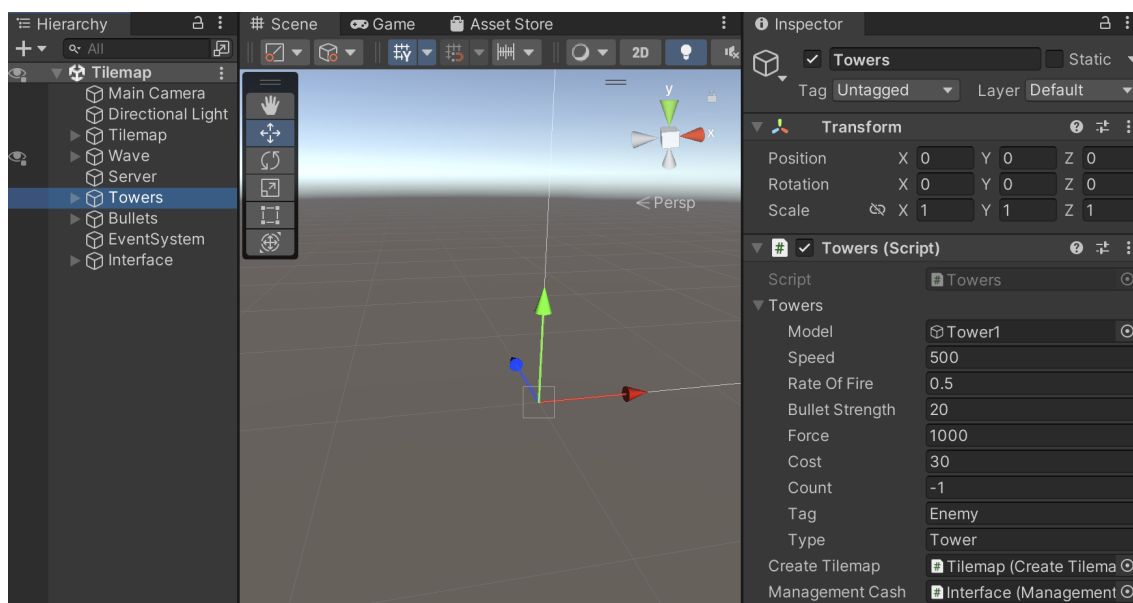 Hierarchy
All
Tilemap
Main Camera
Directional Light
Tilemap
Wave
Server
Towers
Bullets
EventSystem
Interface
Scene Game Asset Store
2D
y
x
Persp
Inspector
Towers Static
Tag Untagged Layer Default
Transform
Position X 0 Y 0 Z 0
Rotation X 0 Y 0 Z 0
Scale X 1 Y 1 Z 1
# Towers (Script)
Script # Towers
Towers
Model Tower1
Speed 500
Rate Of Fire 0.5
Bullet Strength 20
Force 1000
Cost 30
Count -1
Tag Enemy
Type Tower
Create Tilemap # Tilemap (Create Tilema
Management Cash # Interface (Management